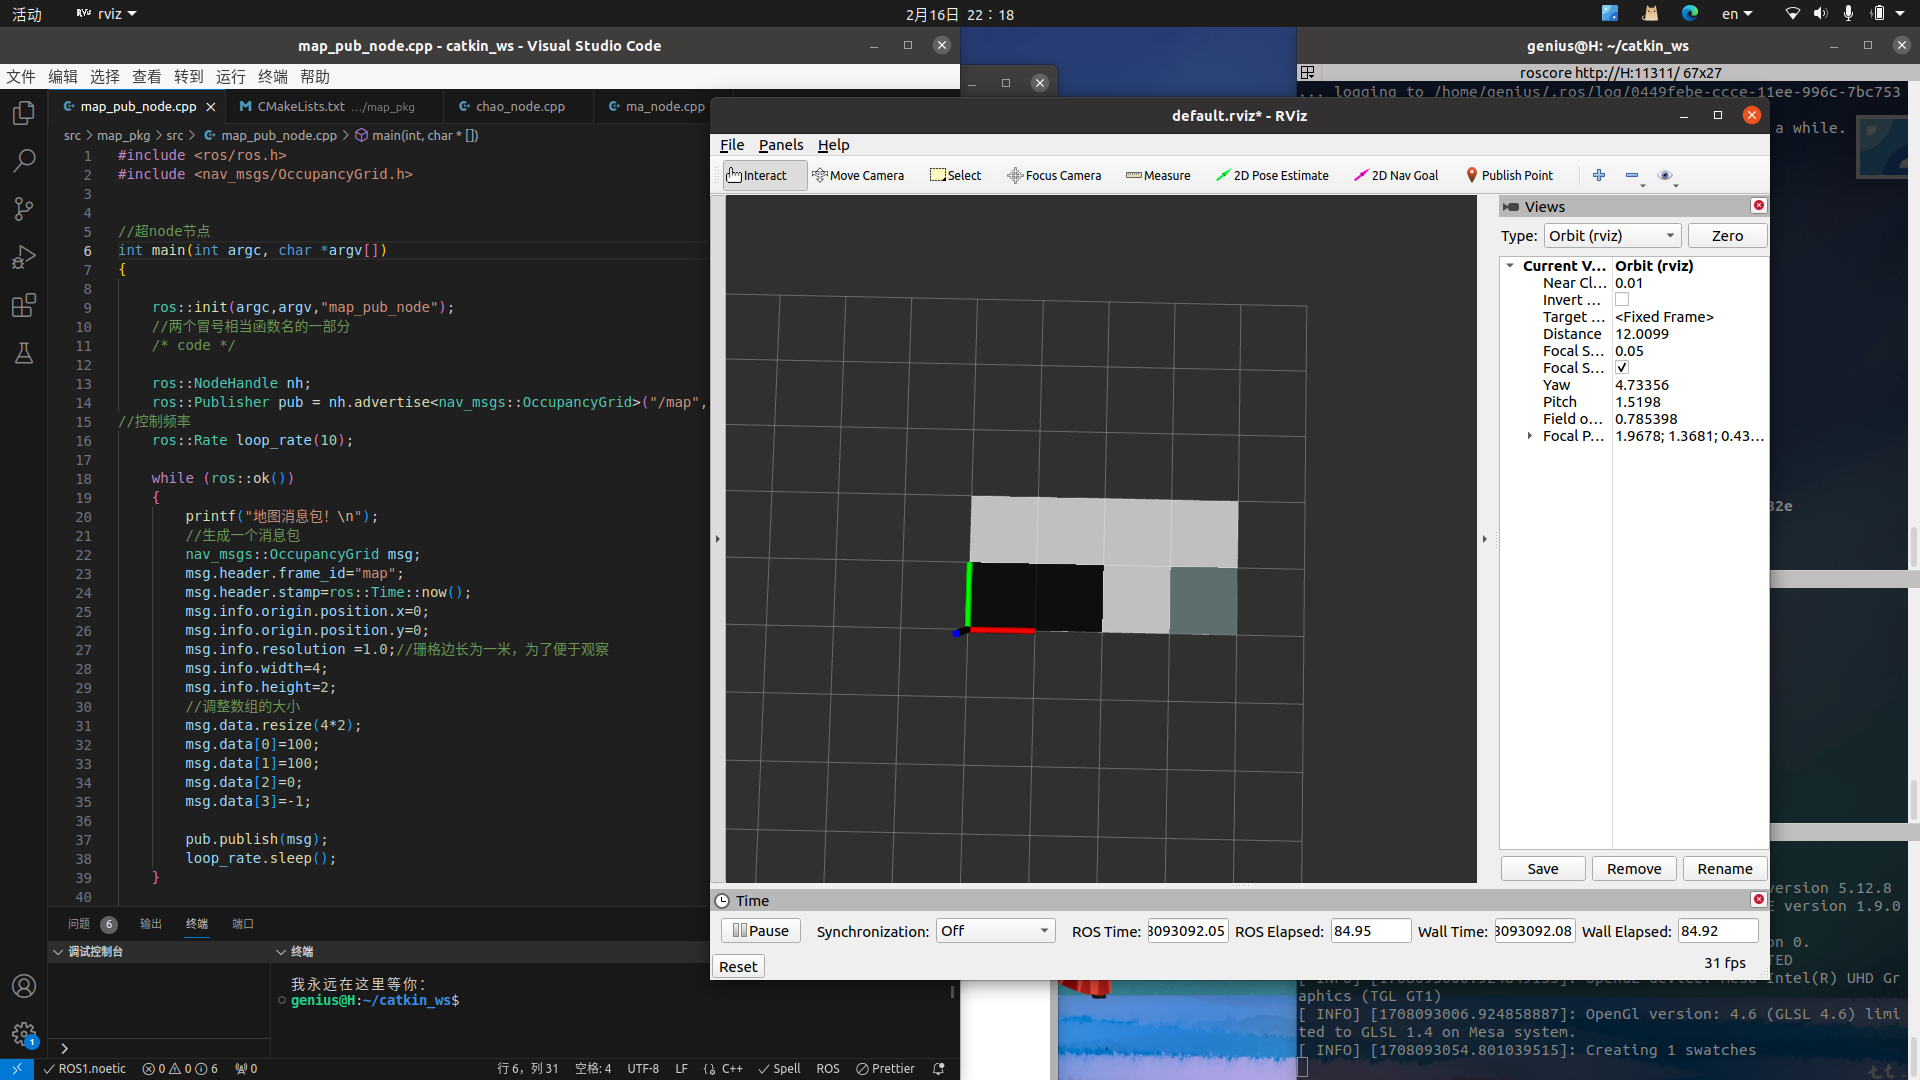 活动
rviz
2月16日 22：18
en
map_pub_node.cpp - catkin_ws - Visual Studio Code
文件 编辑 选择 查看 转到 运行 终端 帮助
map_pub_node.cpp
CMakeLists.txt .../map_pkg
chao_node.cpp
ma_node.cpp
src > map_pkg > src > map_pub_node.cpp > main(int, char * [])
1 #include <ros/ros.h>
2 #include <nav_msgs/OccupancyGrid.h>
3
4
5 //超node节点
6 int main(int argc, char *argv[])
7 {
8
9 ros::init(argc,argv,"map_pub_node");
10 //两个冒号相当函数名的一部分
11 /* code */
12
13 ros::NodeHandle nh;
14 ros::Publisher pub = nh.advertise<nav_msgs::OccupancyGrid>("/map",
15 //控制频率
16 ros::Rate loop_rate(10);
17
18 while (ros::ok())
19 {
20 printf("地图消息包！\n");
21 //生成一个消息包
22 nav_msgs::OccupancyGrid msg;
23 msg.header.frame_id="map";
24 msg.header.stamp=ros::Time::now();
25 msg.info.origin.position.x=0;
26 msg.info.origin.position.y=0;
27 msg.info.resolution =1.0;//珊格边长为一米，为了便于观察
28 msg.info.width=4;
29 msg.info.height=2;
30 //调整数组的大小
31 msg.data.resize(4*2);
32 msg.data[0]=100;
33 msg.data[1]=100;
34 msg.data[2]=0;
35 msg.data[3]=-1;
36
37 pub.publish(msg);
38 loop_rate.sleep();
39 }
40
问题 6 输出 终端 端口
调试控制台
终端
我永远在这里等你：
genius@H:~/catkin_ws$
1
ROS1.noetic 0 0 6 0 行 6，列 31 空格: 4 UTF-8 LF C++ Spell ROS Prettier
default.rviz* - RViz
File Panels Help
Interact Move Camera Select Focus Camera Measure 2D Pose Estimate 2D Nav Goal Publish Point
Views
Type: Orbit (rviz) Zero
Current V... Orbit (rviz)
Near Cl... 0.01
Invert ...
Target ... <Fixed Frame>
Distance 12.0099
Focal S... 0.05
Focal S... ✓
Yaw 4.73356
Pitch 1.5198
Field o... 0.785398
Focal P... 1.9678; 1.3681; 0.43...
Save Remove Rename
Time
Pause Synchronization: Off ROS Time: 3093092.05 ROS Elapsed: 84.95 Wall Time: 3093092.08 Wall Elapsed: 84.92
Reset 31 fps
genius@H: ~/catkin_ws
roscore http://H:11311/ 67x27
... logging to /home/genius/.ros/log/0449febe-ccce-11ee-996c-7bc753
a while.
32e
version 5.12.8
E version 1.9.0
on 0.
TED
Intel(R) UHD Gr
aphics (TGL GT1)
[ INFO] [1708093006.924858887]: OpenGl version: 4.6 (GLSL 4.6) limi
ted to GLSL 1.4 on Mesa system.
[ INFO] [1708093054.801039515]: Creating 1 swatches